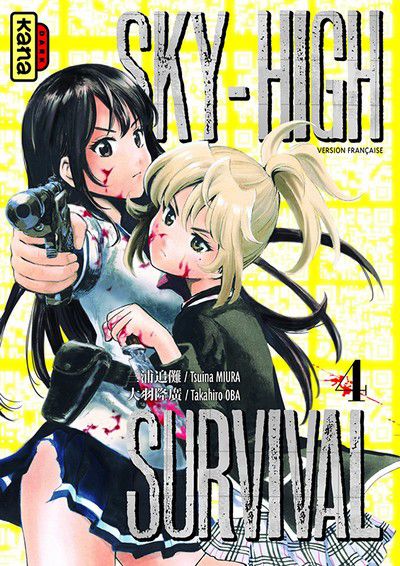 kana
DARK
SKY-HIGH
VERSION FRANÇAISE
三浦追儺 / Tsuina MIURA
大羽隆廣 / Takahiro OBA
4
SURVIVAL